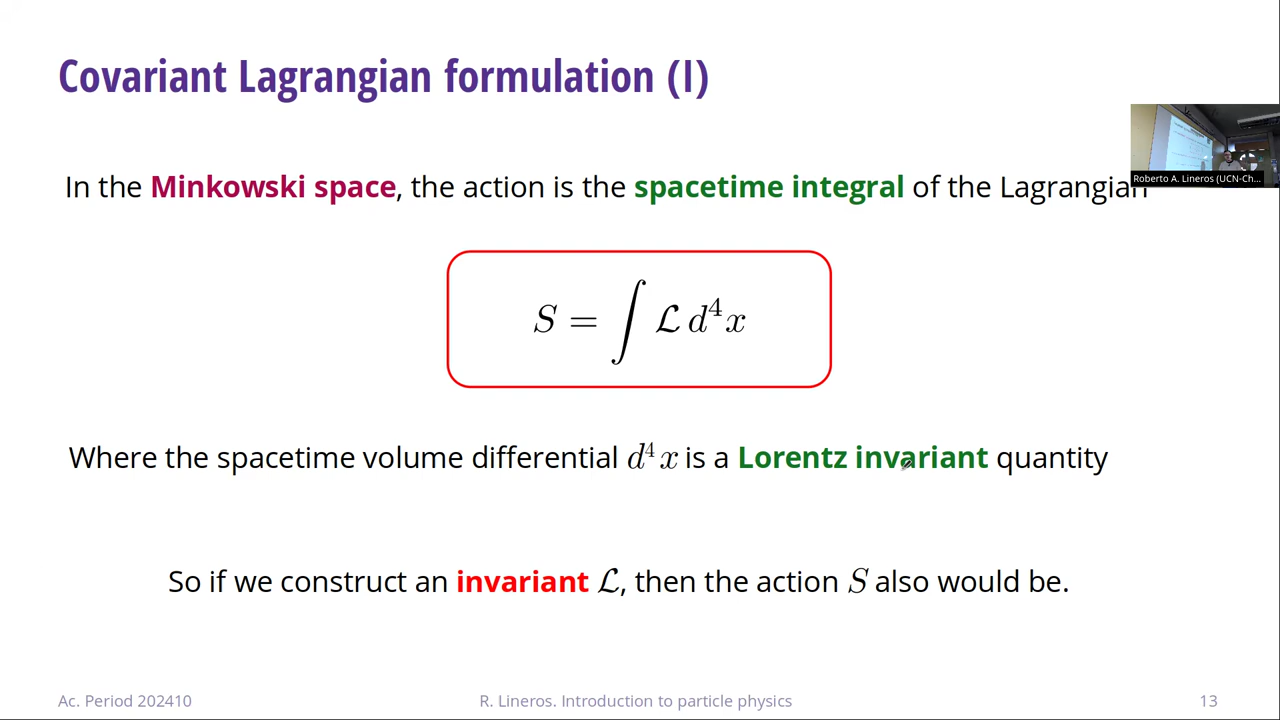 Covariant Lagrangian formulation (I)
In the Minkowski space, the action is the spacetime integral of the Lagrangian
Roberto A. Lineros (UCN-Ch...
S = ∫ ℒ d⁴x
Where the spacetime volume differential d⁴x is a Lorentz invariant quantity
So if we construct an invariant ℒ, then the action S also would be.
Ac. Period 202410 R. Lineros. Introduction to particle physics 13